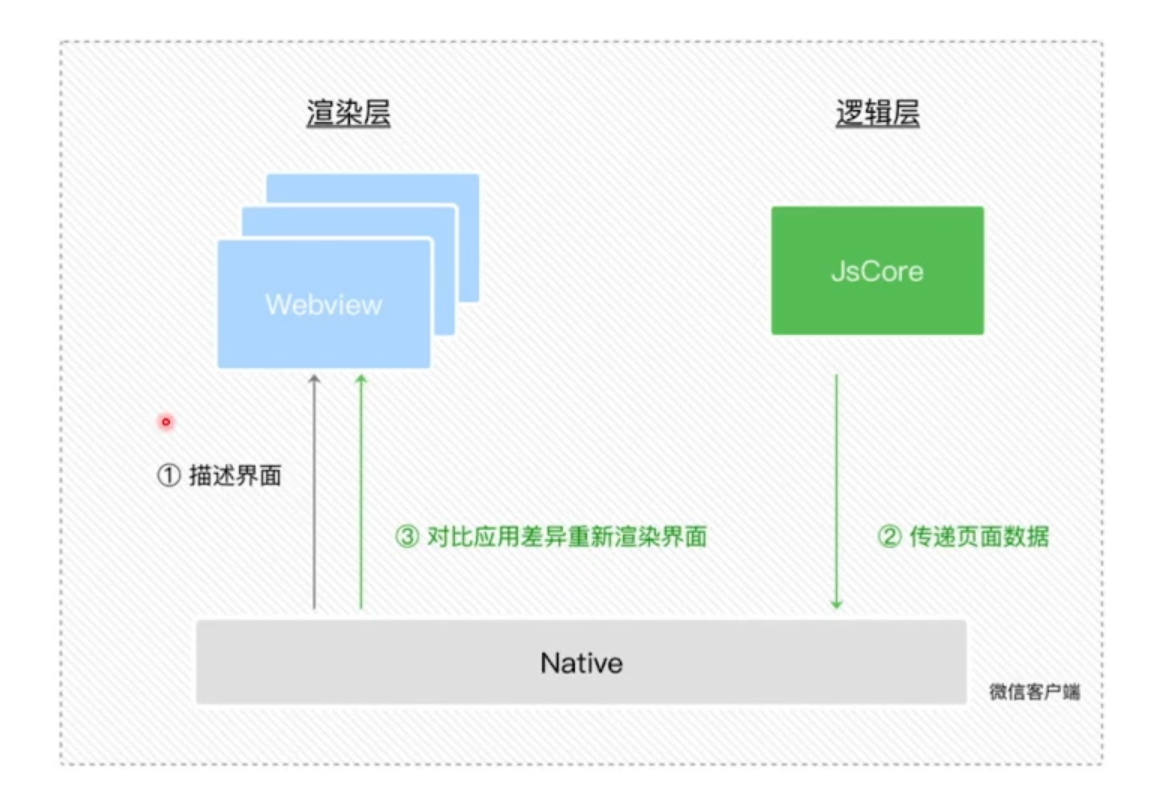 渲染层
逻辑层
Webview
JsCore
① 描述界面
③ 对比应用差异重新渲染界面
② 传递页面数据
Native
微信客户端